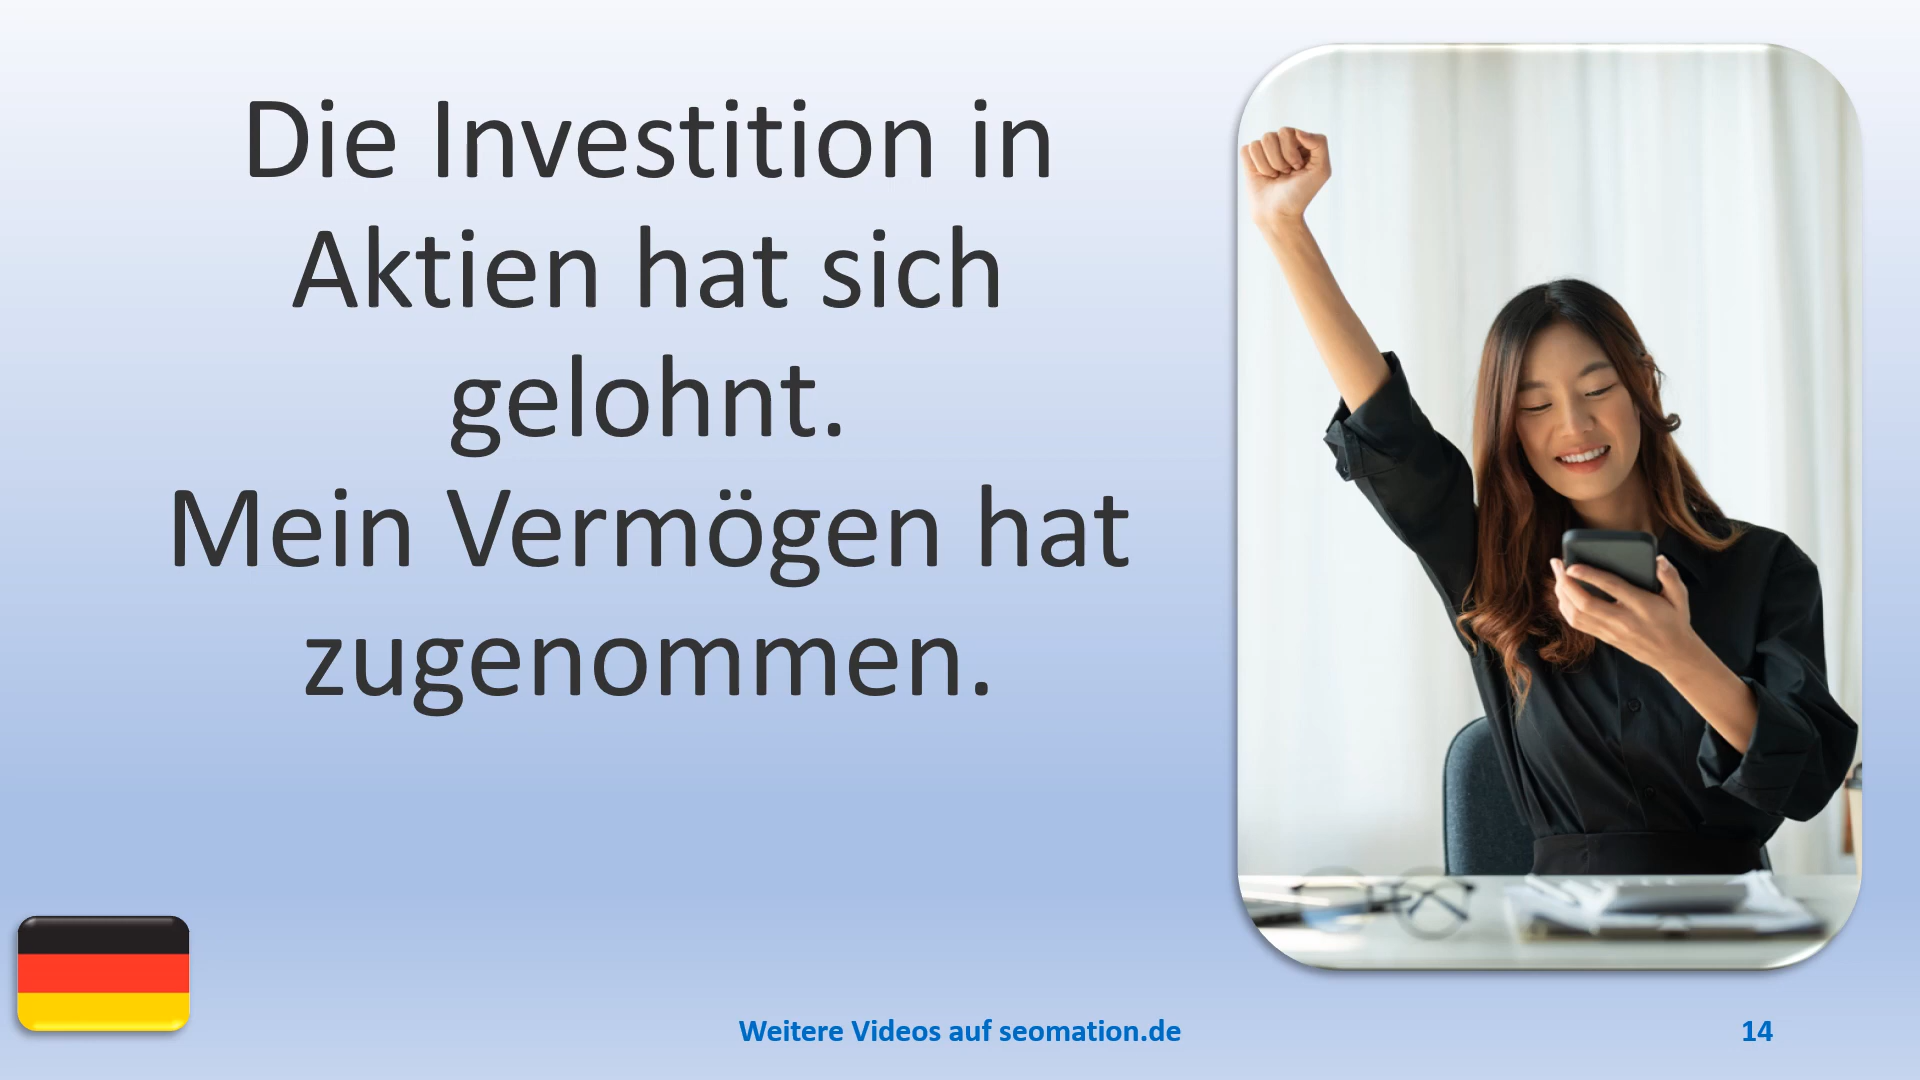 Die Investition in
Aktien hat sich
gelohnt.
Mein Vermögen hat
zugenommen.
Weitere Videos auf seomation.de
14